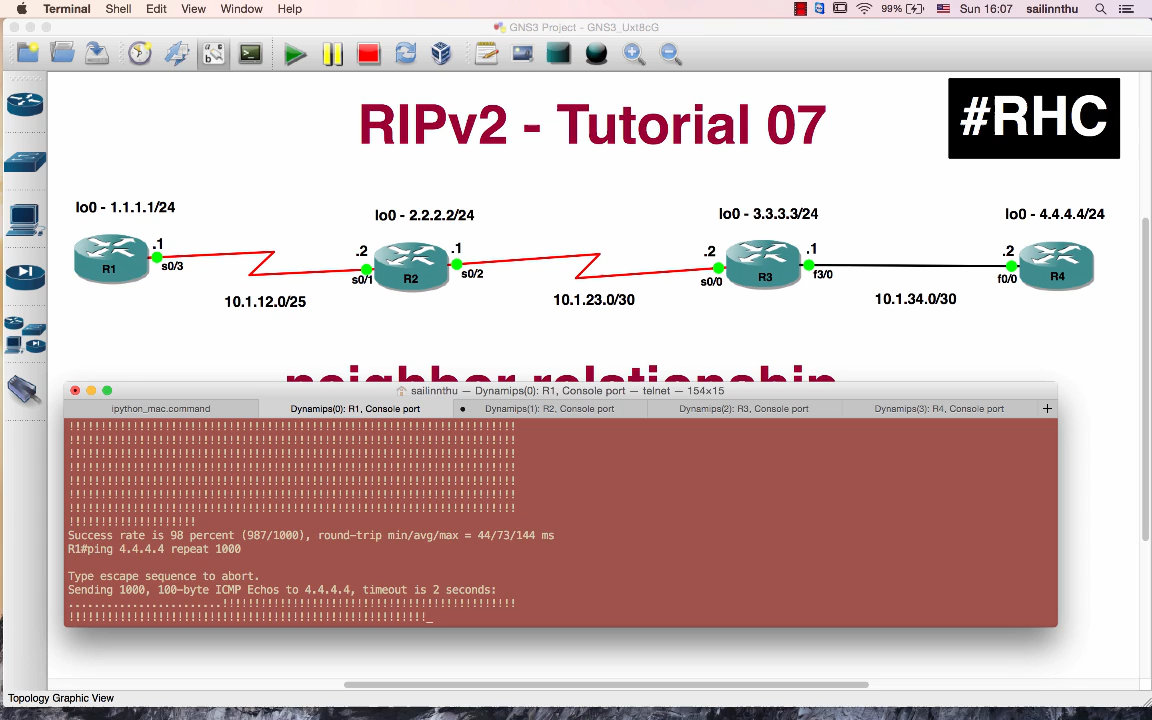 Terminal Shell Edit View Window Help 99% Sun 16:07 sailinnthu
GNS3 Project - GNS3_Uxt8cG
RIPv2 - Tutorial 07
#RHC
lo0 - 1.1.1.1/24
lo0 - 2.2.2.2/24
lo0 - 3.3.3.3/24
lo0 - 4.4.4.4/24
R1 .1 s0/3
.2 s0/1 R2 .1 s0/2
.2 s0/0 R3 .1 f3/0
.2 f0/0 R4
10.1.12.0/25
10.1.23.0/30
10.1.34.0/30
neighbor relationship
sailinnthu — Dynamips(0): R1, Console port — telnet — 154×15
ipython_mac.command
Dynamips(0): R1, Console port
Dynamips(1): R2, Console port
Dynamips(2): R3, Console port
Dynamips(3): R4, Console port
Success rate is 98 percent (987/1000), round-trip min/avg/max = 44/73/144 ms
R1#ping 4.4.4.4 repeat 1000
Type escape sequence to abort.
Sending 1000, 100-byte ICMP Echos to 4.4.4.4, timeout is 2 seconds:
Topology Graphic View